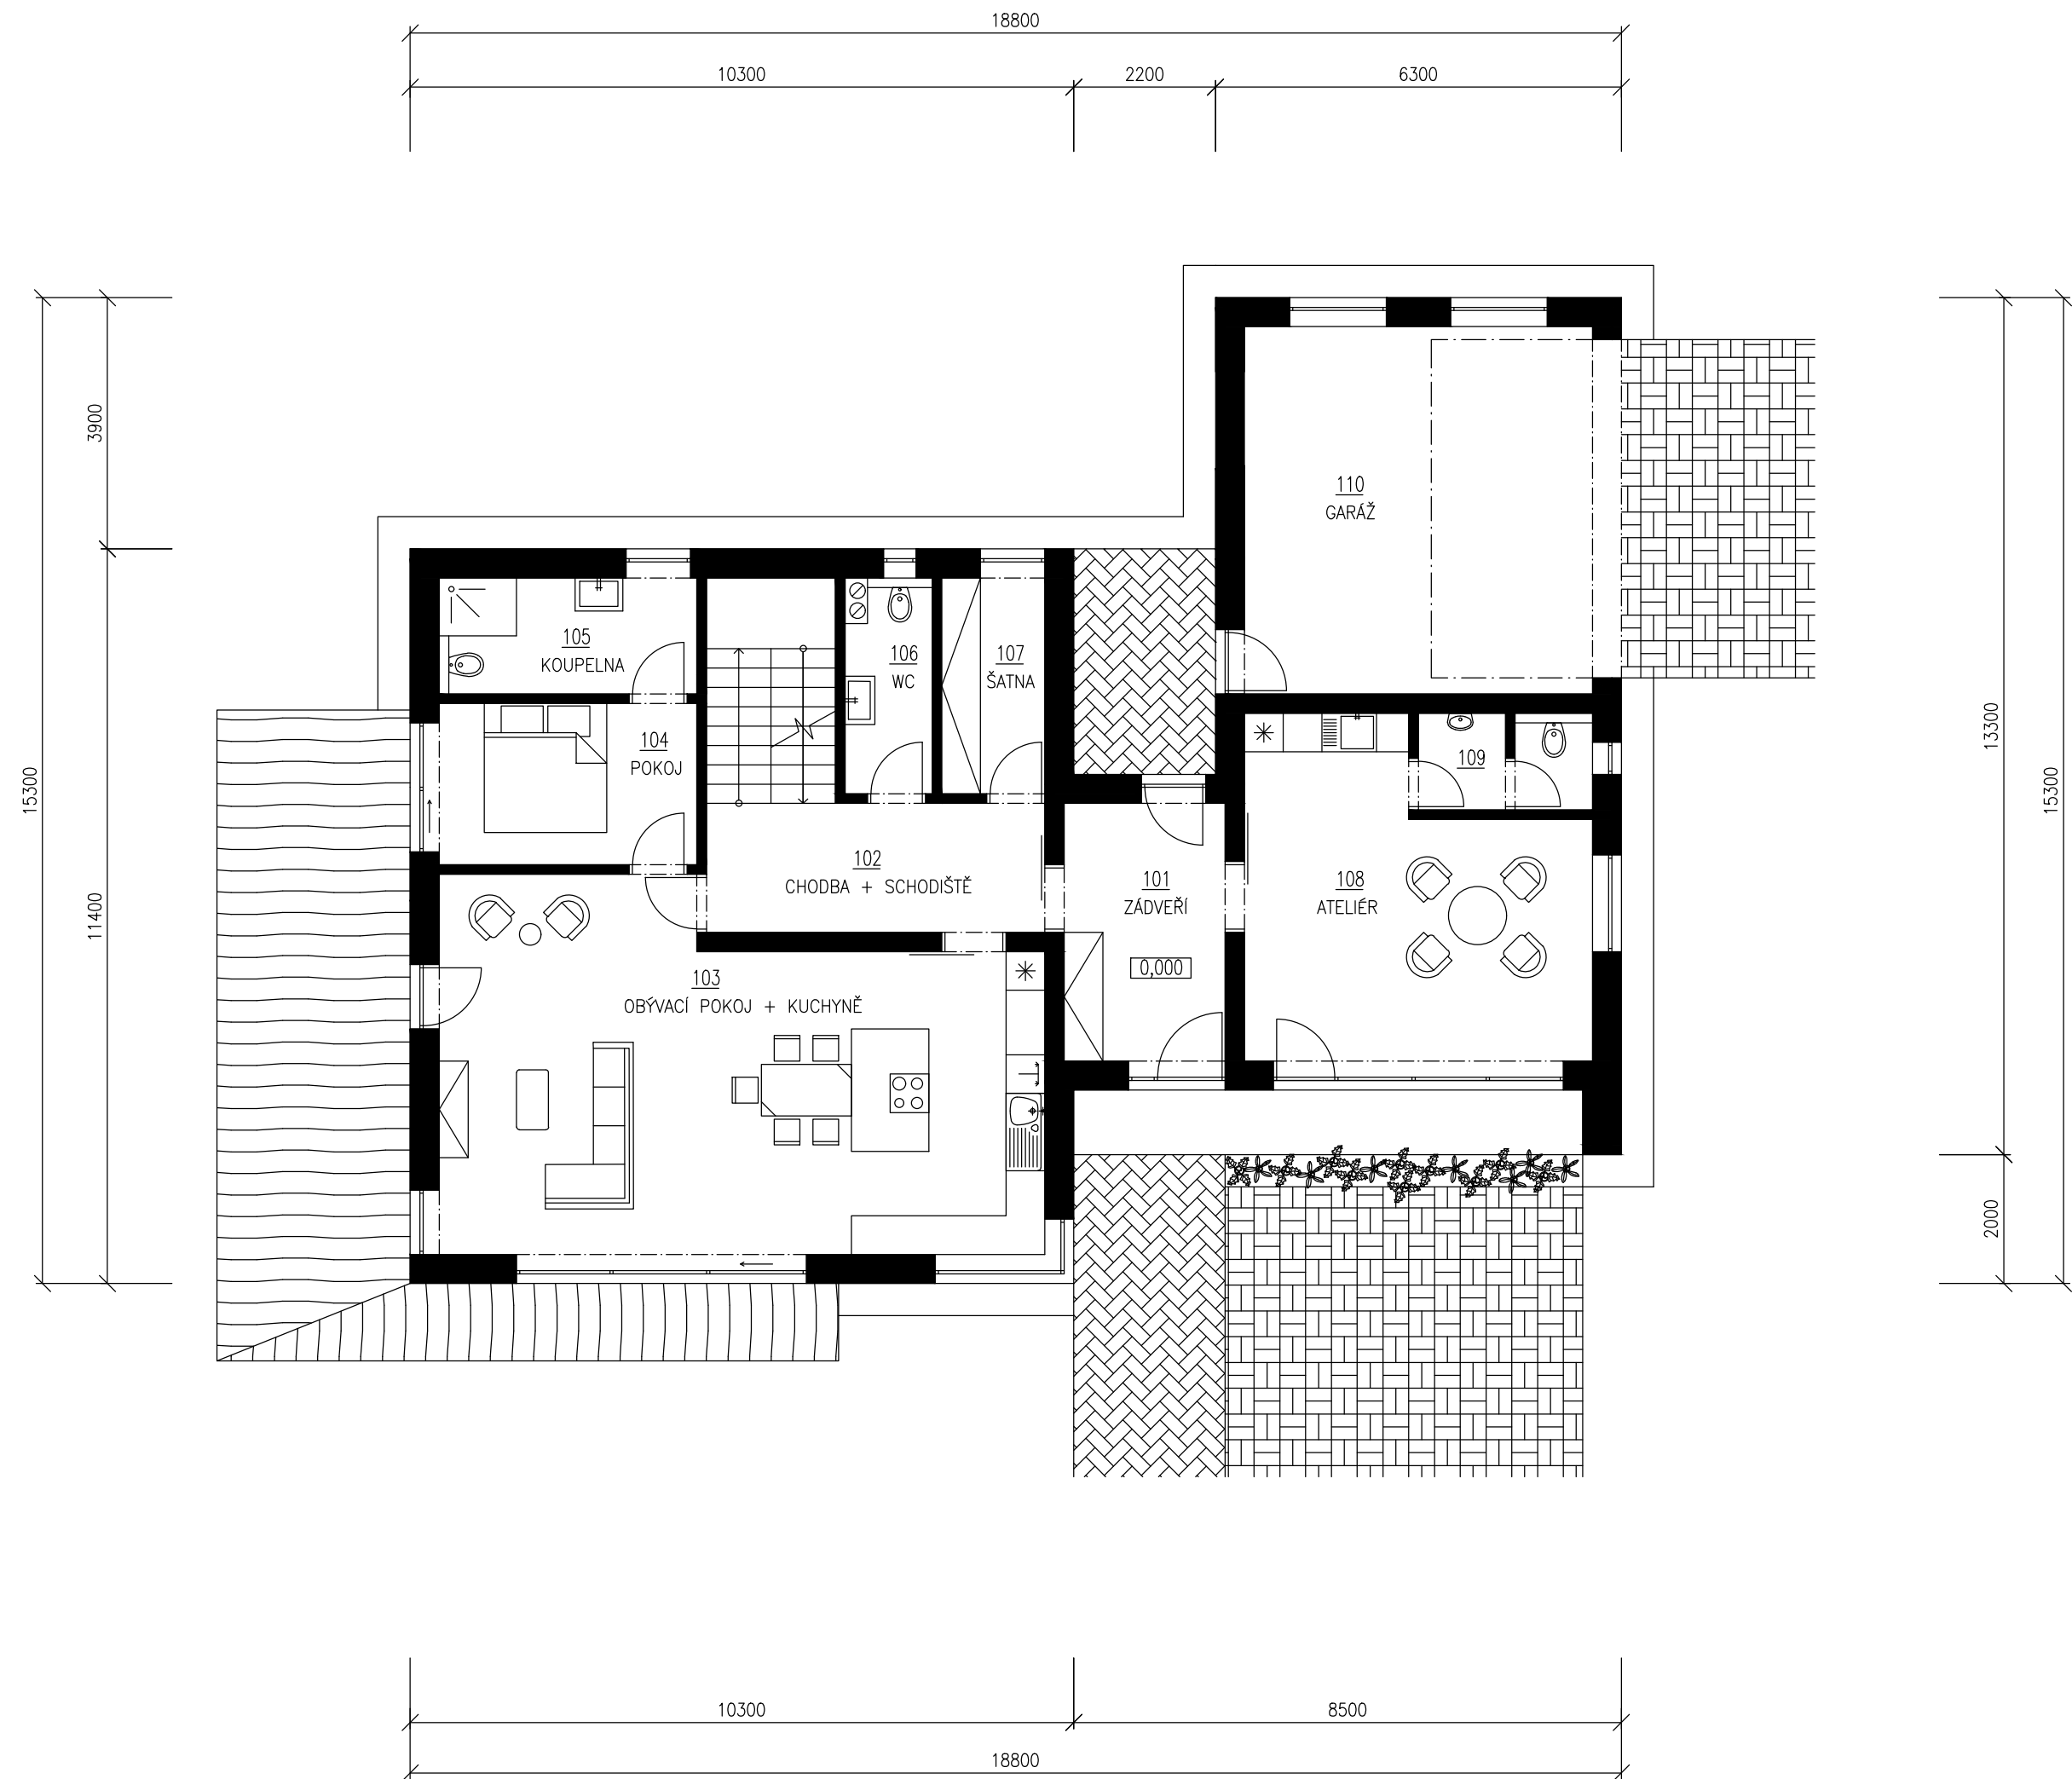 18800
10300
2200
6300
3900
15300
11400
13300
15300
2000
110
GARÁŽ
105
KOUPELNA
106
WC
107
ŠATNA
104
POKOJ
109
102
CHODBA + SCHODIŠTĚ
101
ZÁDVEŘÍ
108
ATELIÉR
0,000
103
OBÝVACÍ POKOJ + KUCHYNĚ
10300
8500
18800